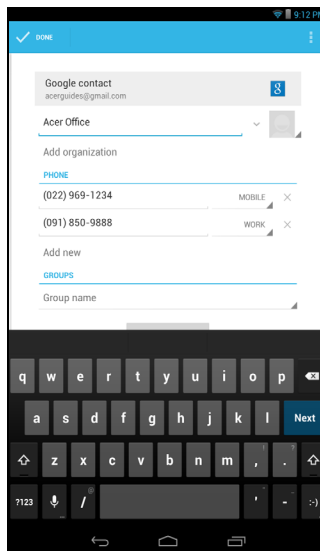 9:12 PM
DONE
Google contact
acerguides@gmail.com
8
Acer Office
Add organization
PHONE
(022) 969-1234
MOBILE
(091) 850-9888
WORK
Add new
GROUPS
Group name
q w e r t y u i o p
a s d f g h j k l Next
! ?
z x c v b n m , .
@
?123 / ' - :-)